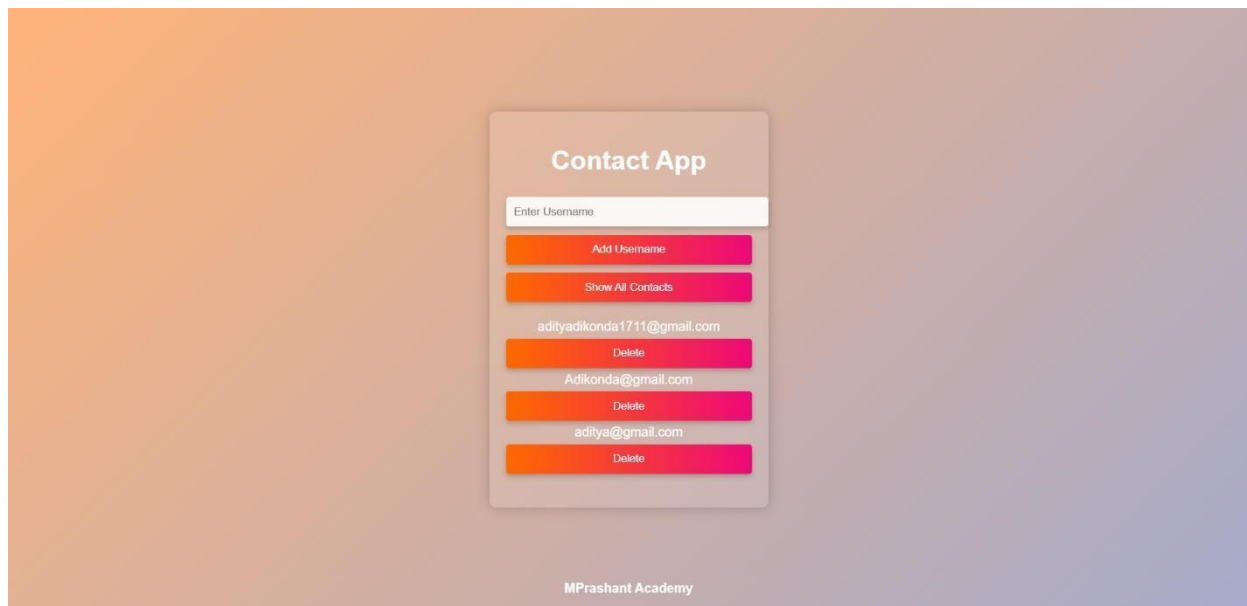 Contact App
Enter Username
Add Username
Show All Contacts
adityadikonda1711@gmail.com
Delete
Adikonda@gmail.com
Delete
aditya@gmail.com
Delete
MPrashant Academy